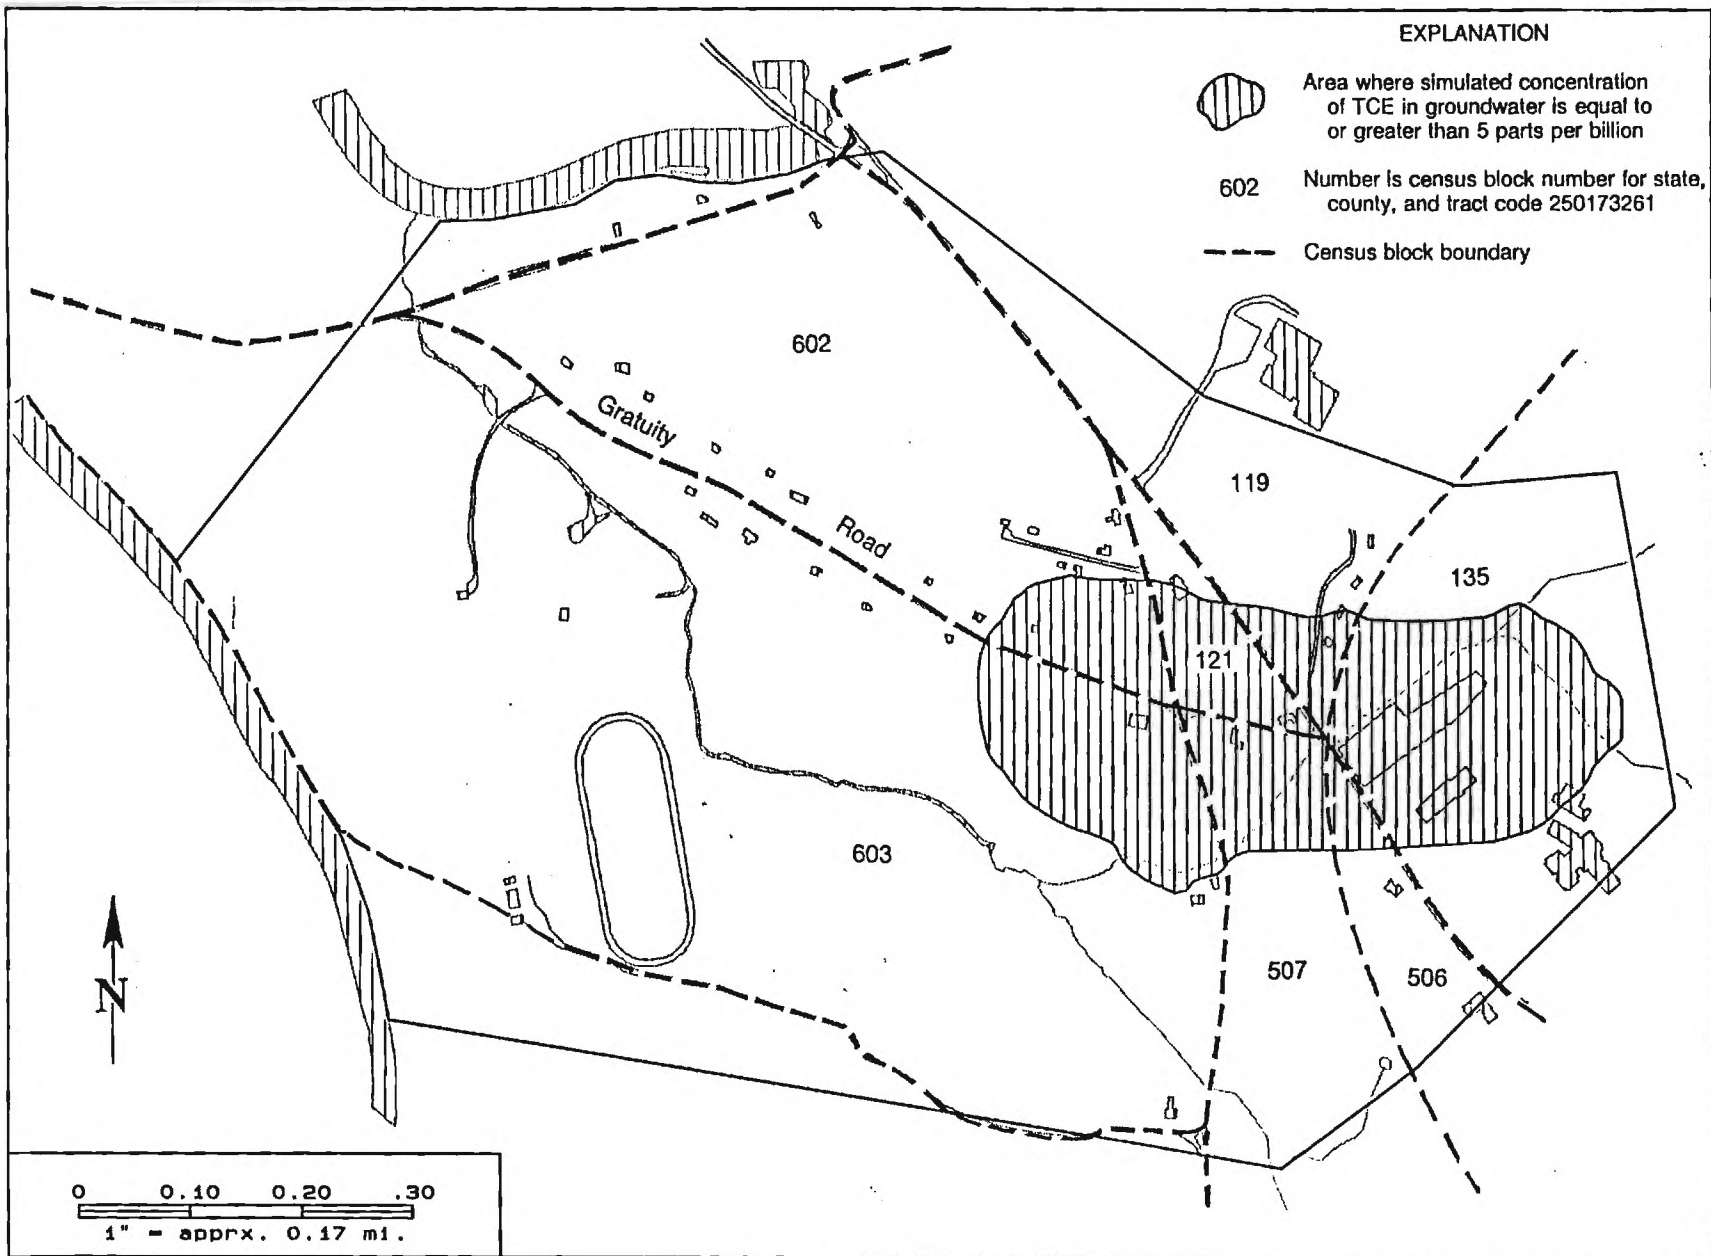 EXPLANATION
Area where simulated concentration
of TCE in groundwater is equal to
or greater than 5 parts per billion
602
Number is census block number for state,
county, and tract code 250173261
Census block boundary
602
Gratuity
Road
119
135
121
603
507
506
N
0 0.10 0.20 .30
1" = apprx. 0.17 mi.